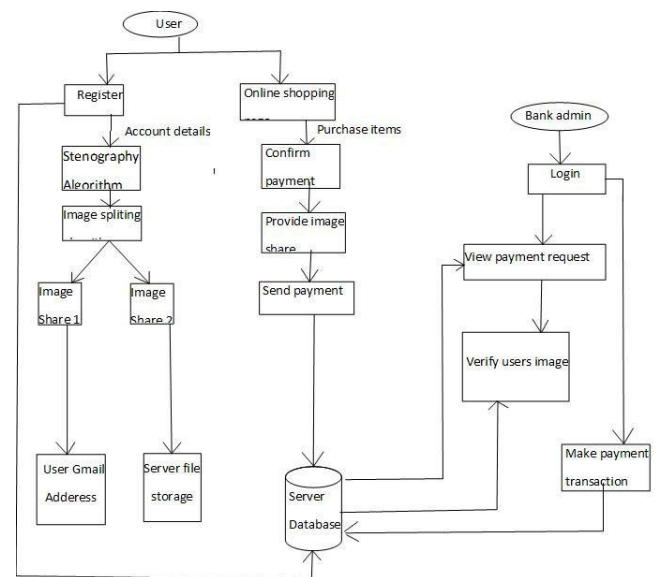 User
Register
Online shopping
Account details
Purchase items
Bank admin
Stenography
Algorithm
Confirm
payment
Login
Image spliting
Provide image
share
View payment request
Image
Share 1
Image
Share 2
Send payment
Verify users image
User Gmail
Adderess
Server file
storage
Server
Database
Make payment
transaction